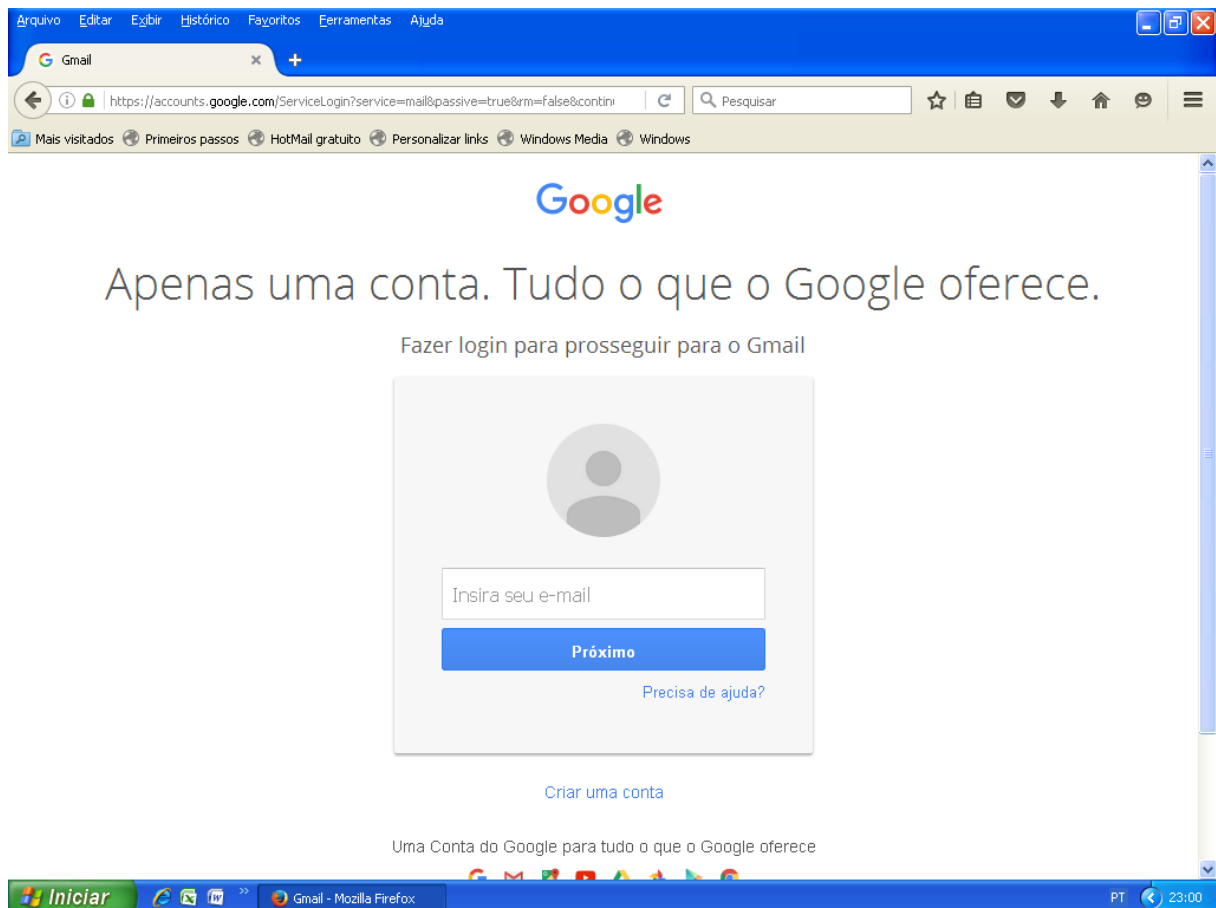 Arquivo Editar Exibir Histórico Favoritos Ferramentas Ajuda
Gmail
https://accounts.google.com/ServiceLogin?service=mail&passive=true&rm=false&continu
Pesquisar
Mais visitados Primeiros passos HotMail gratuito Personalizar links Windows Media Windows
Google
Apenas uma conta. Tudo o que o Google oferece.
Fazer login para prosseguir para o Gmail
Insira seu e-mail
Próximo
Precisa de ajuda?
Criar uma conta
Uma Conta do Google para tudo o que o Google oferece
Iniciar Gmail - Mozilla Firefox PT 23:00